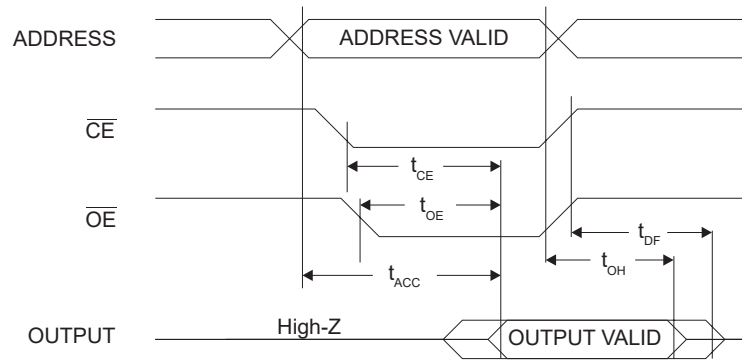 ADDRESS
ADDRESS VALID
CE
tCE
OE
tOE
tDF
tOH
tACC
OUTPUT
High-Z
OUTPUT VALID